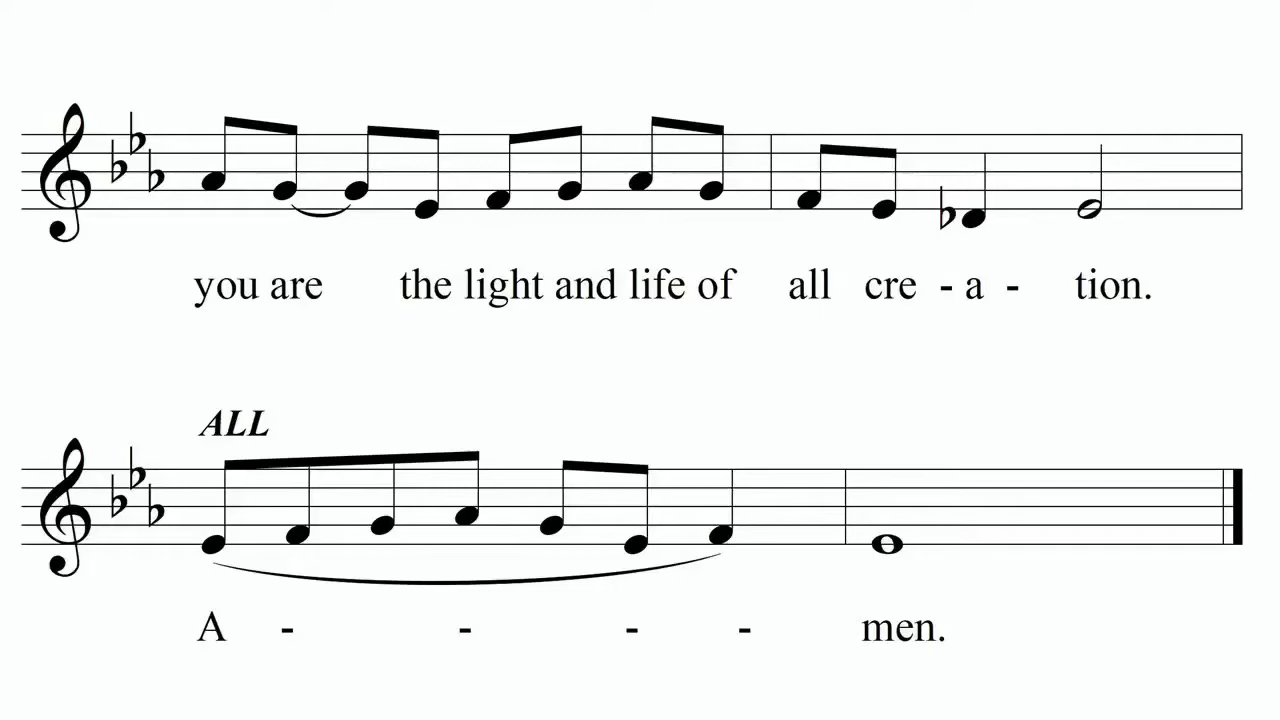 you are the light and life of all cre - a - tion.
ALL
A - - - - men.